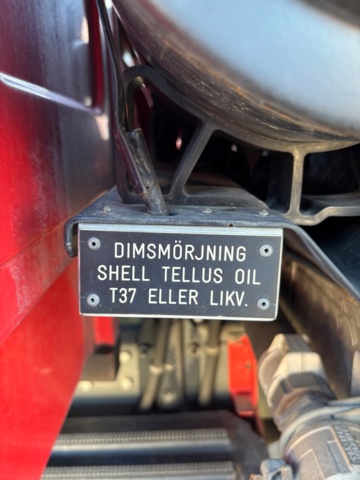 DIMSMÖRJNING
SHELL TELLUS OIL
T37 ELLER LIKV.